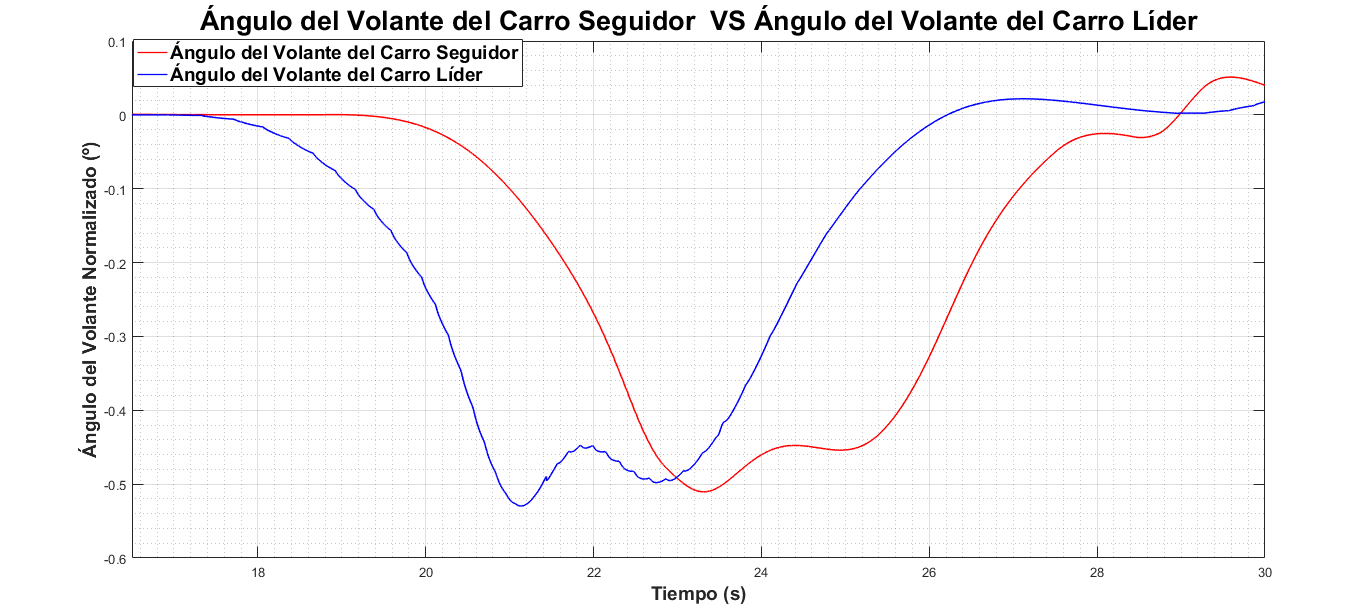 Ángulo del Volante del Carro Seguidor  VS Ángulo del Volante del Carro Líder
Ángulo del Volante del Carro Seguidor
Ángulo del Volante del Carro Líder
Ángulo del Volante Normalizado (º)
0.1
0
-0.1
-0.2
-0.3
-0.4
-0.5
-0.6
18 20 22 24 26 28 30
Tiempo (s)